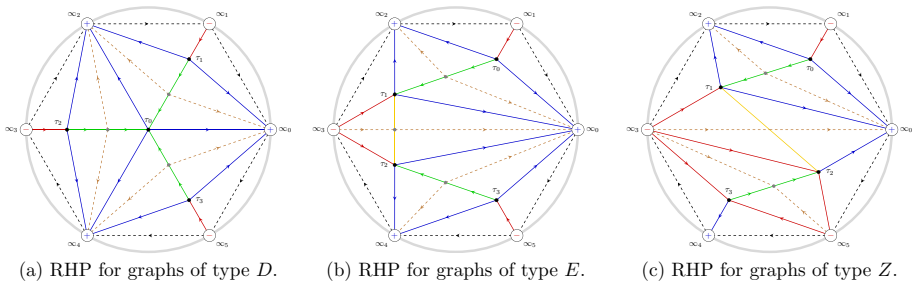 ∞₂ ∞₁ ∞₂ ∞₁ ∞₂ ∞₁
+ − + − + −
τ₁ τ₀ τ₀
τ₁ τ₁
τ₂ τ₀
∞₃ − + ∞₀ ∞₃ − + ∞₀ ∞₃ − + ∞₀
τ₂ τ₂
τ₃ τ₃ τ₃
+ − + − + −
∞₄ ∞₅ ∞₄ ∞₅ ∞₄ ∞₅
(a) RHP for graphs of type D.
(b) RHP for graphs of type E.
(c) RHP for graphs of type Z.